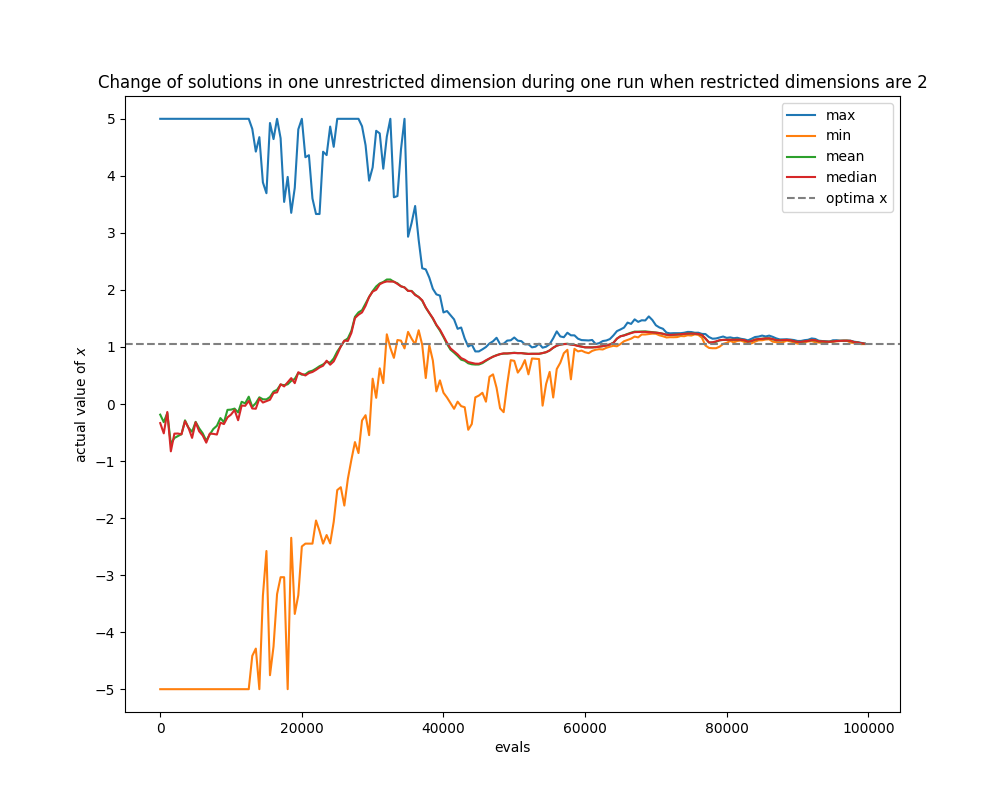 Change of solutions in one unrestricted dimension during one run when restricted dimensions are 2
max
min
mean
median
optima x
5
4
3
2
1
0
−1
−2
−3
−4
−5
actual value of x
0 20000 40000 60000 80000 100000
evals